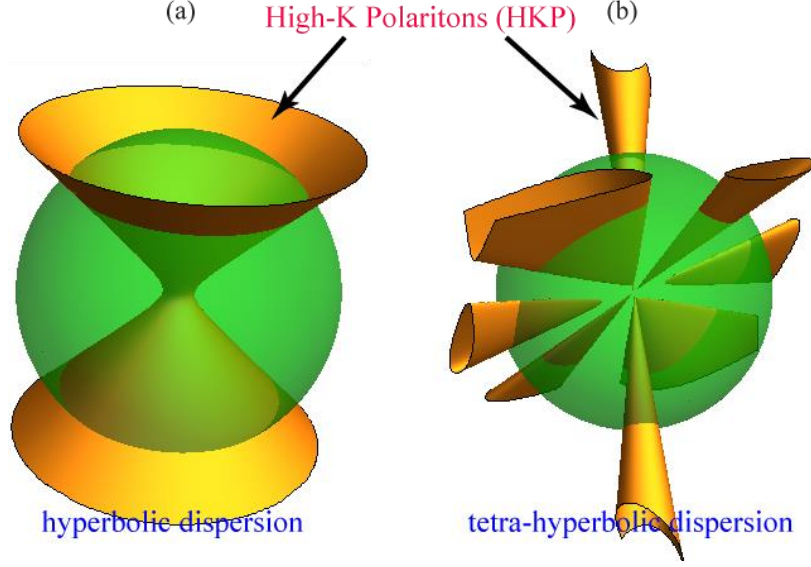 (a)
High-K Polaritons (HKP)
(b)
hyperbolic dispersion
tetra-hyperbolic dispersion